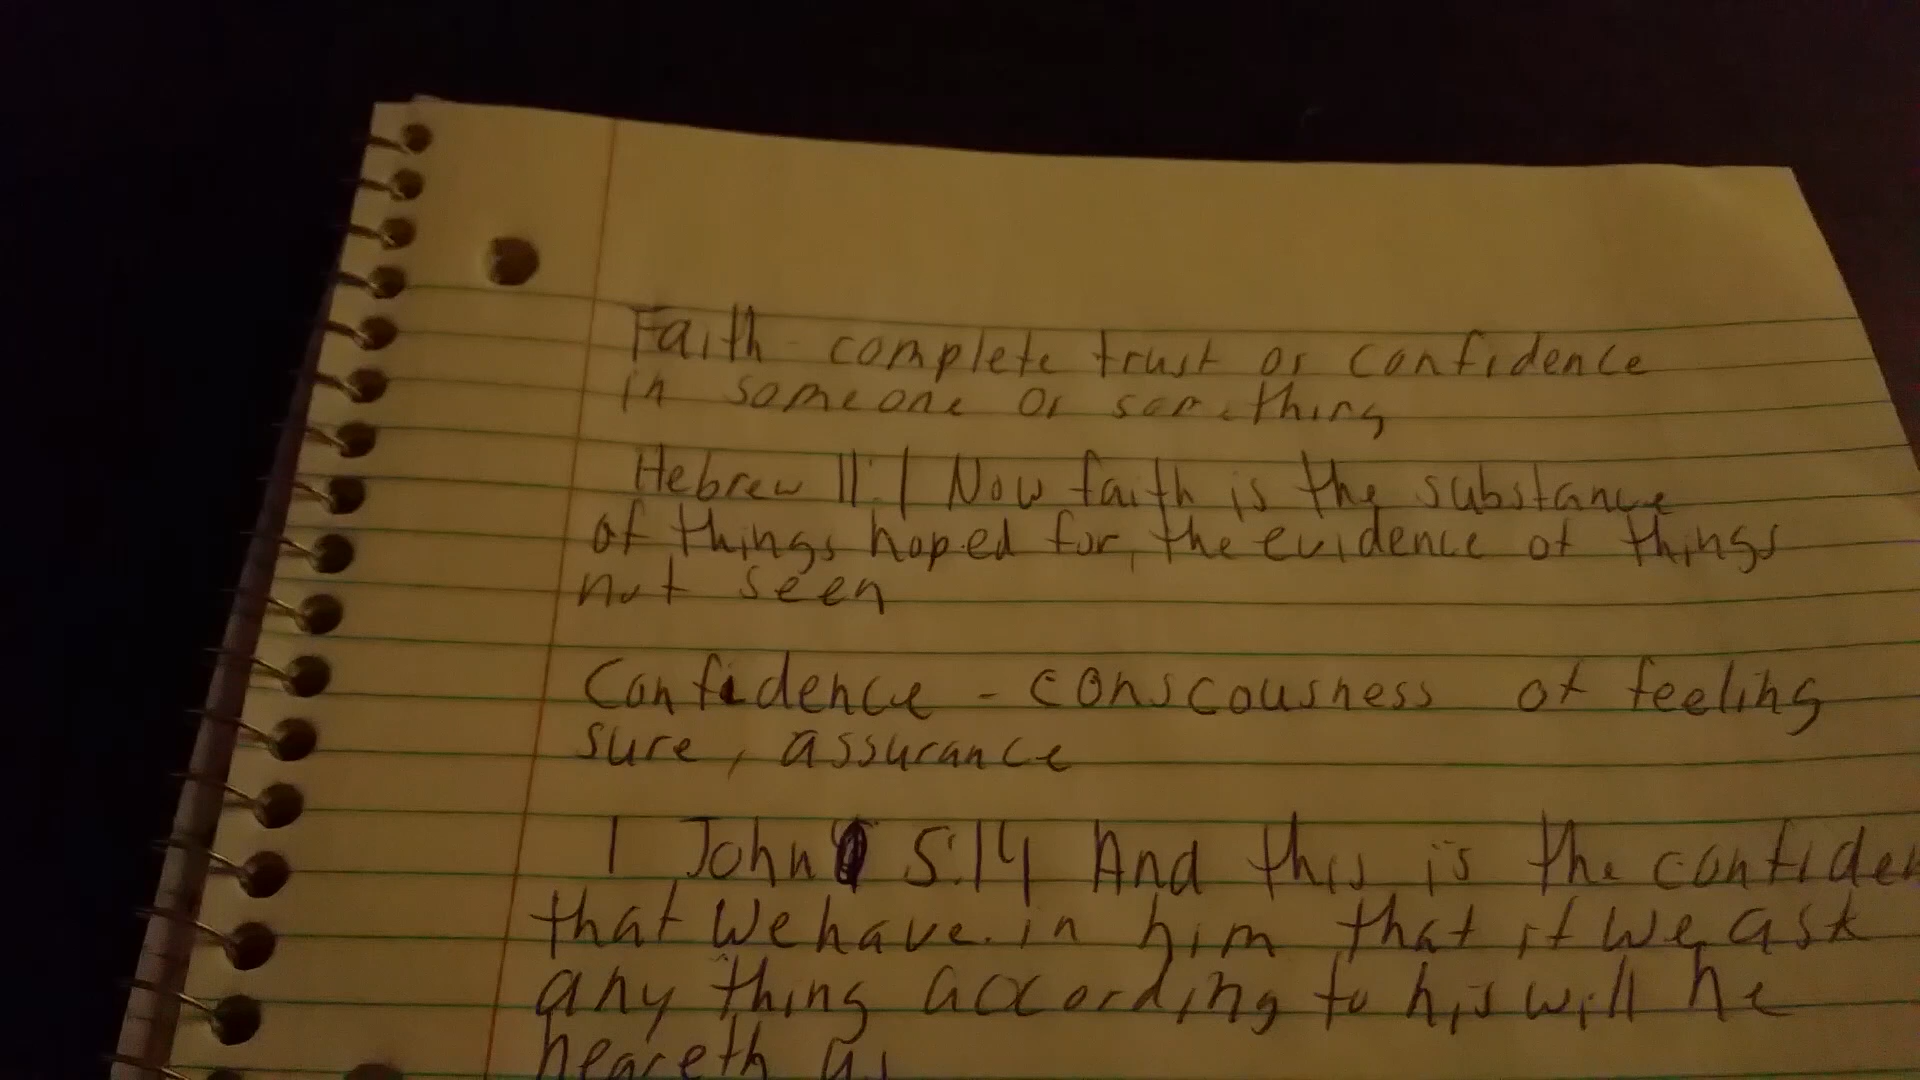 Faith - complete trust or confidence
in someone or something
Hebrew 11:1 Now faith is the substance
of things hoped for, the evidence of things
not seen
Confidence - conscousness of feeling
sure, assurance
1 John 5:14 And this is the confiden
that we have in him that if we ask
any thing according to his will he
heareth us